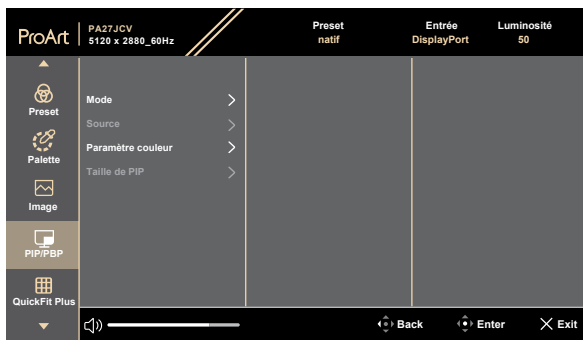 ProArt
PA27JCV
5120 x 2880_60Hz
Preset
natif
Entrée
DisplayPort
Luminosité
50
Preset
Palette
Image
PIP/PBP
QuickFit Plus
Mode
Source
Paramètre couleur
Taille de PIP
Back
Enter
Exit